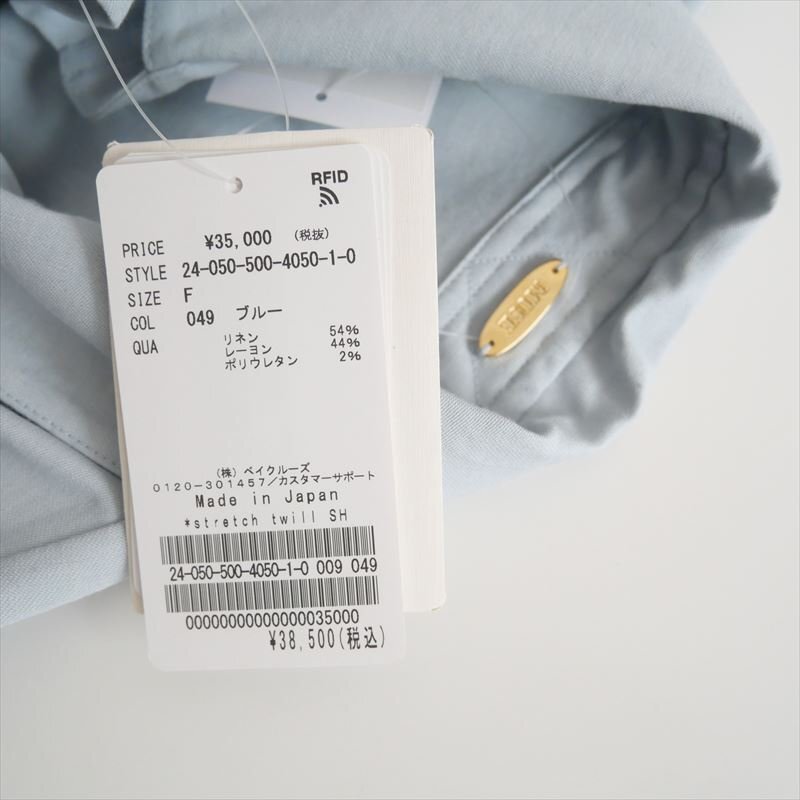 RFID
PRICE ¥35,000 (税抜)
STYLE 24-050-500-4050-1-0
SIZE F
COL 049 ブルー
QUA リネン 54%
レーヨン 44%
ポリウレタン 2%
(株)ベイクルーズ
0120-301457/カスタマーサポート
Made in Japan
*stretch twill SH
24-050-500-4050-1-0 009 049
00000000000000035000
¥38,500(税込)